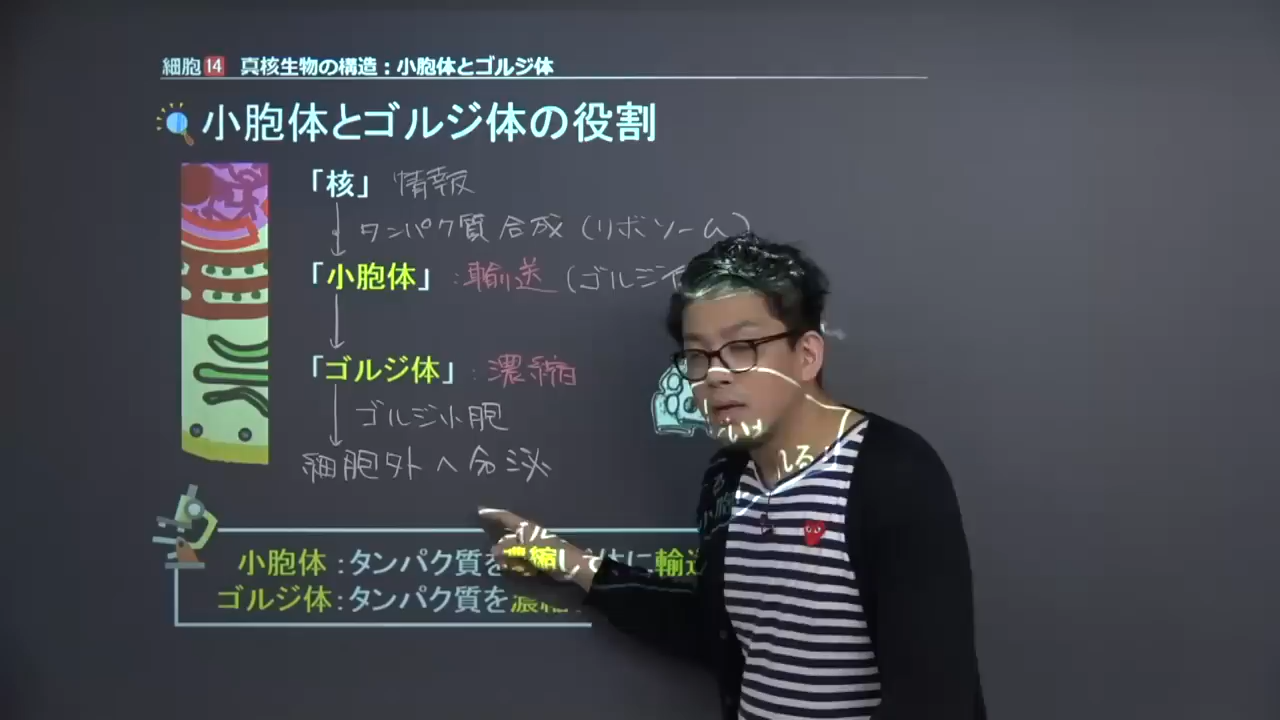 細胞14 真核生物の構造：小胞体とゴルジ体
小胞体とゴルジ体の役割
「核」 情報
タンパク質合成（リボソーム）
「小胞体」：輸送（ゴルジ
「ゴルジ体」：濃縮
ゴルジ小胞
細胞外へ分泌
小胞体：タンパク質を
に輸送
ゴルジ体：タンパク質を濃縮